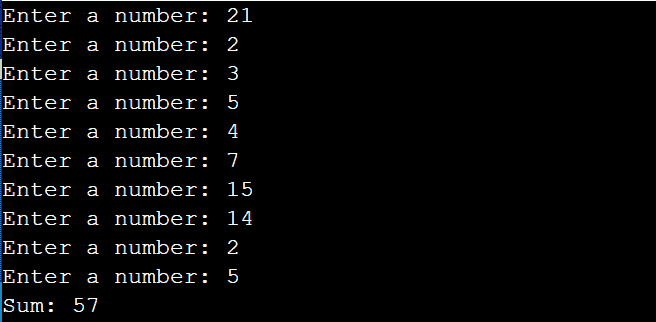 Enter a number: 21
Enter a number: 2
Enter a number: 3
Enter a number: 5
Enter a number: 4
Enter a number: 7
Enter a number: 15
Enter a number: 14
Enter a number: 2
Enter a number: 5
Sum: 57